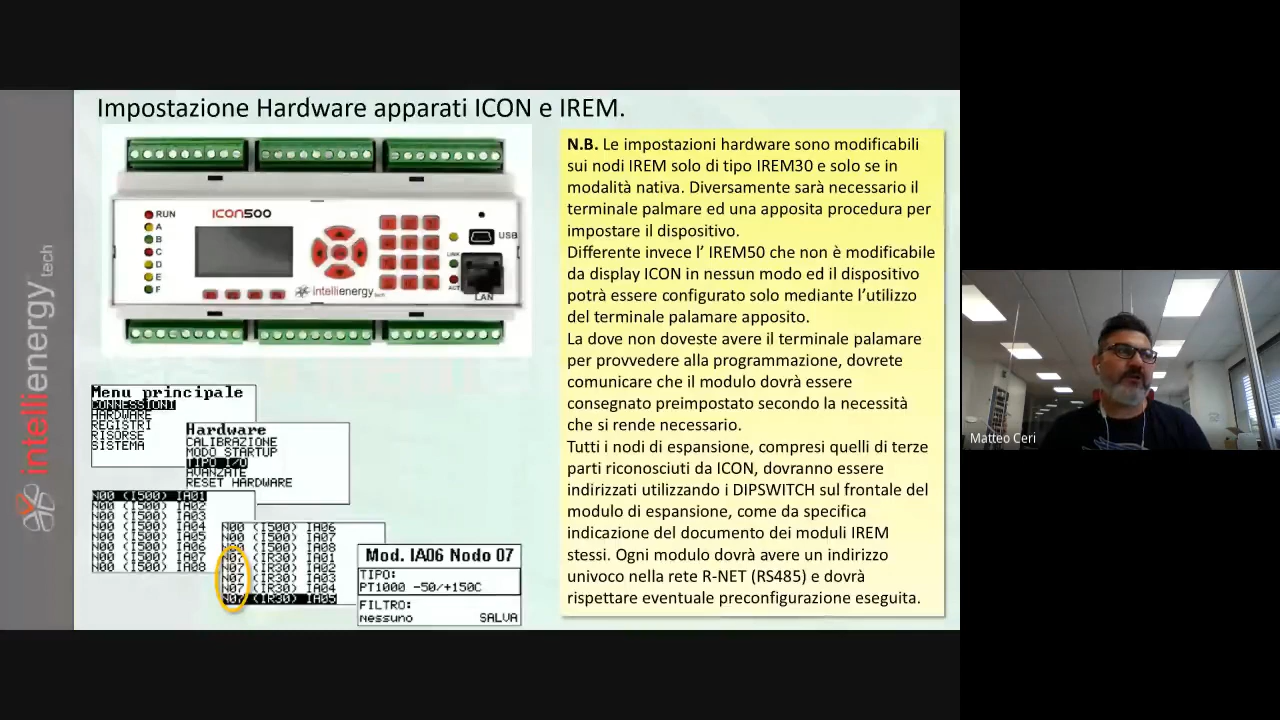 Impostazione Hardware apparati ICON e IREM.
RUN
A
B
C
D
E
F
ICON500
intellienergy tech
USB
LINK
ACT
LAN
N.B. Le impostazioni hardware sono modificabili
sui nodi IREM solo di tipo IREM30 e solo se in
modalità nativa. Diversamente sarà necessario il
terminale palmare ed una apposita procedura per
impostare il dispositivo.
Differente invece l' IREM50 che non è modificabile
da display ICON in nessun modo ed il dispositivo
potrà essere configurato solo mediante l'utilizzo
del terminale palamare apposito.
La dove non doveste avere il terminale palamare
per provvedere alla programmazione, dovrete
comunicare che il modulo dovrà essere
consegnato preimpostato secondo la necessità
che si rende necessario.
Tutti i nodi di espansione, compresi quelli di terze
parti riconosciuti da ICON, dovranno essere
indirizzati utilizzando i DIPSWITCH sul frontale del
modulo di espansione, come da specifica
indicazione del documento dei moduli IREM
stessi. Ogni modulo dovrà avere un indirizzo
univoco nella rete R-NET (RS485) e dovrà
rispettare eventuale preconfigurazione eseguita.
Menu principale
CONNESSIONI
HARDWARE
REGISTRI
RISORSE
SISTEMA
Hardware
CALIBRAZIONE
MODO STARTUP
TIPO I/O
AVANZATE
RESET HARDWARE
N00 (I500) IA01
N00 (I500) IA02
N00 (I500) IA03
N00 (I500) IA04
N00 (I500) IA05
N00 (I500) IA06
N00 (I500) IA07
N00 (I500) IA08
N00 (I500) IA06
N00 (I500) IA07
N00 (I500) IA08
N07 (IR30) IA01
N07 (IR30) IA02
N07 (IR30) IA03
N07 (IR30) IA04
N07 (IR30) IA05
Mod. IA06 Nodo 07
TIPO:
PT1000 -50/+150C
FILTRO:
nessuno SALVA
intellienergy tech
Matteo Ceri